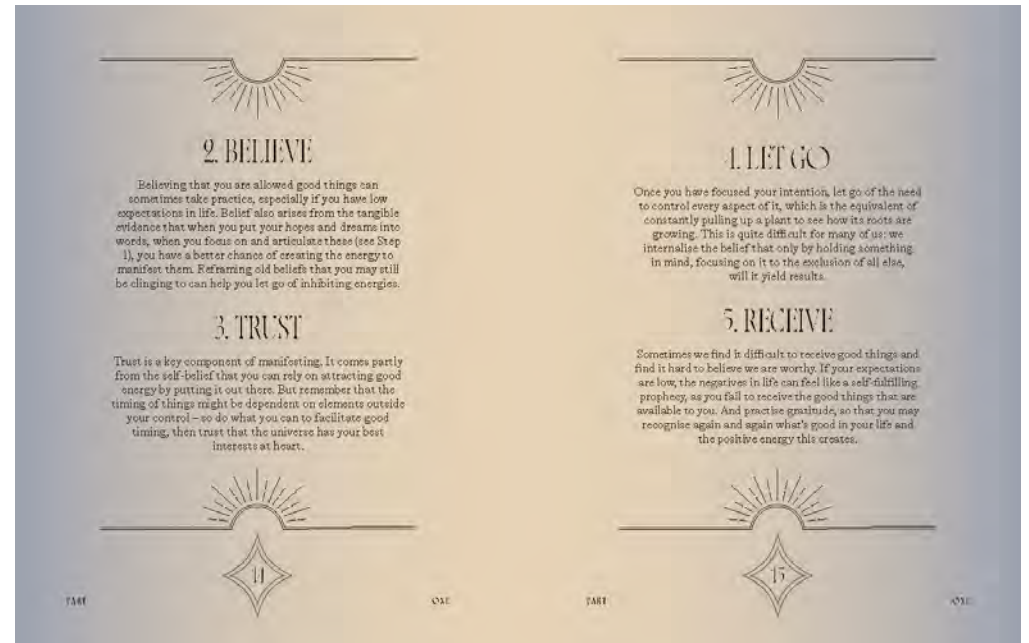 2. BELIEVE
Believing that you are allowed good things can
sometimes take practice, especially if you have low
expectations in life. Belief also arises from the tangible
evidence that when you put your hopes and dreams into
words, when you focus on and articulate these (see Step
1), you have a better chance of creating the energy to
manifest them. Reframing old beliefs that you may still
be clinging to can help you let go of inhibiting energies.
3. TRUST
Trust is a key component of manifesting. It comes partly
from the self-belief that you can rely on attracting good
energy by putting it out there. But remember that the
timing of things might be dependent on elements outside
your control – so do what you can to facilitate good
timing, then trust that the universe has your best
interests at heart.
14
PART
ONE
4. LET GO
Once you have focused your intention, let go of the need
to control every aspect of it, which is the equivalent of
constantly pulling up a plant to see how its roots are
growing. This is quite difficult for many of us: we
internalise the belief that only by holding something
in mind, focusing on it to the exclusion of all else,
will it yield results.
5. RECEIVE
Sometimes we find it difficult to receive good things and
find it hard to believe we are worthy. If your expectations
are low, the negatives in life can feel like a self-fulfilling
prophecy, as you fail to receive the good things that are
available to you. And practise gratitude, so that you may
recognise again and again what's good in your life and
the positive energy this creates.
15
PART
ONE